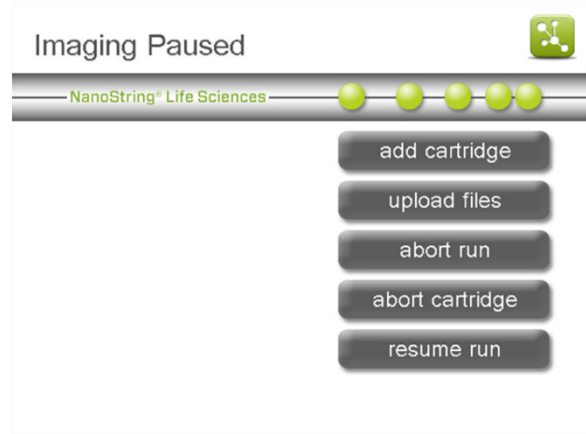 Imaging Paused
NanoString® Life Sciences
add cartridge
upload files
abort run
abort cartridge
resume run